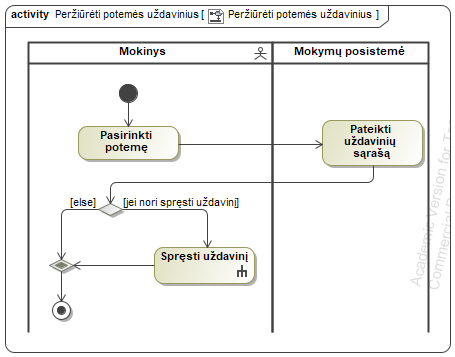 activity Peržiūrėti potemės uždavinius [ Peržiūrėti potemės uždavinius ]
Mokinys
Mokymų posistemė
Pasirinkti
potemę
Pateikti
uždavinių
sąrašą
[else]
[jei nori spręsti uždavinį]
Spręsti uždavinį
Academic Version for
Commercial